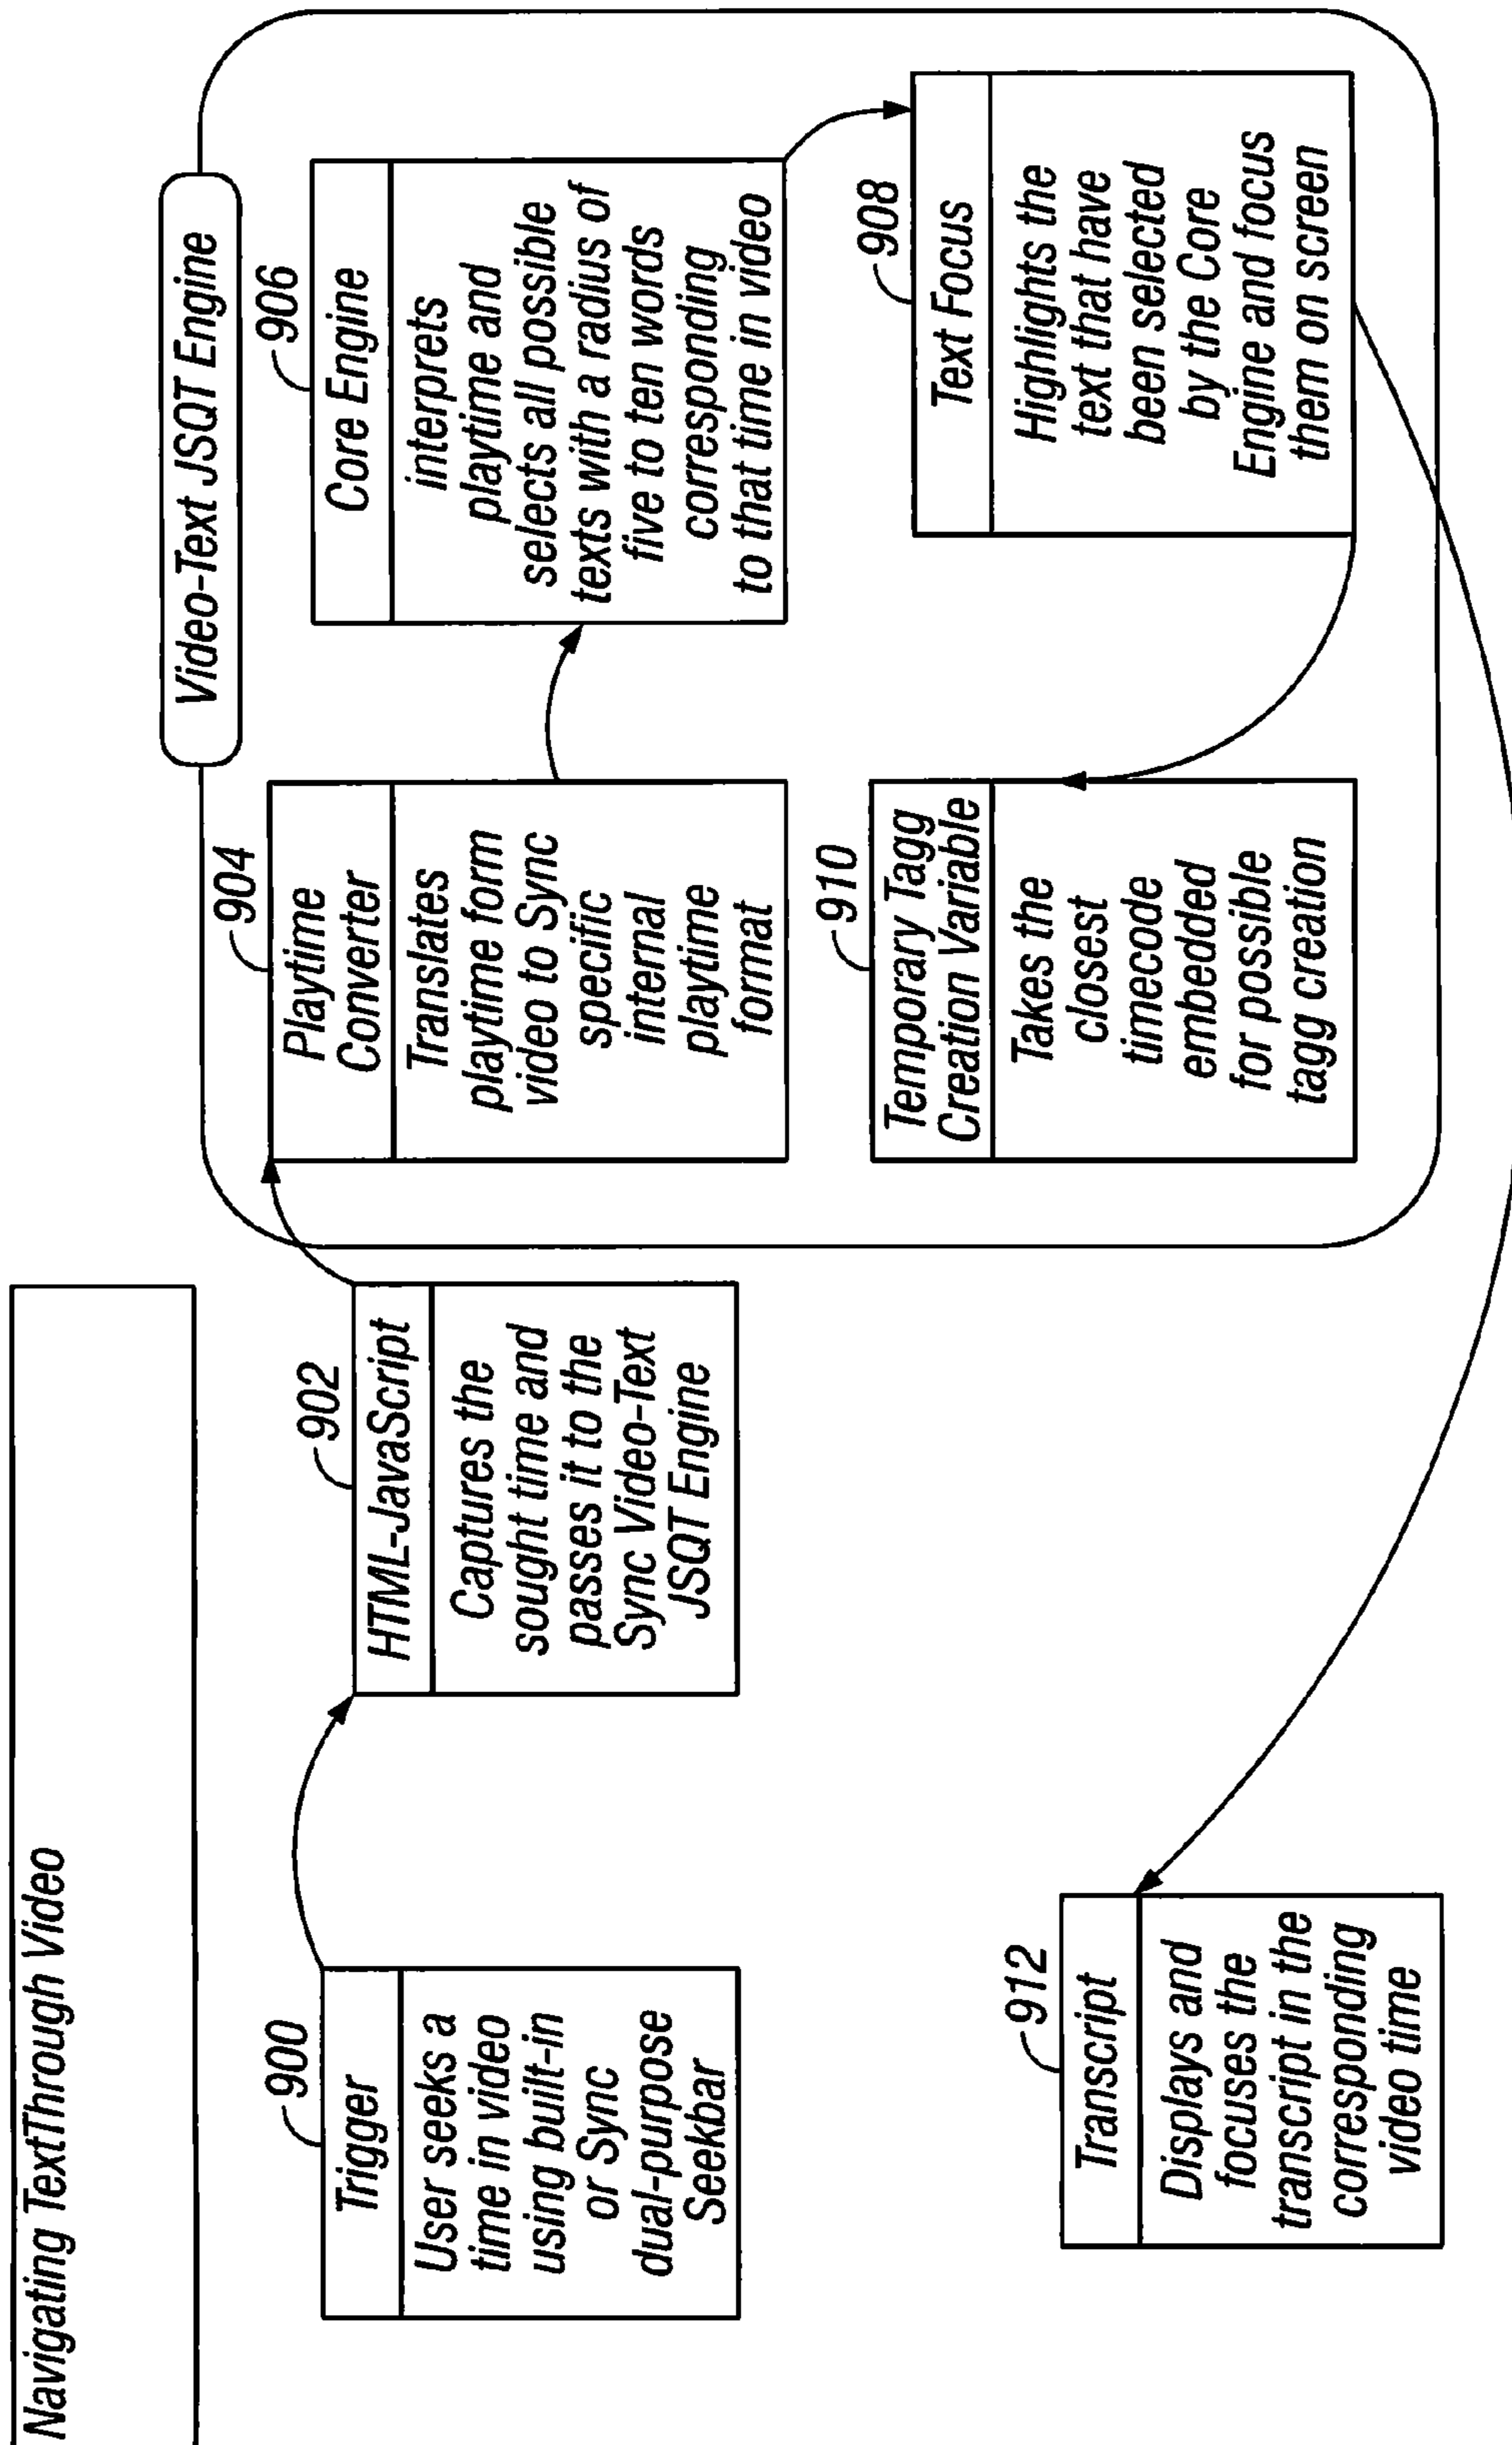 Navigating TextThrough Video
900
Trigger
User seeks a
time in video
using built-in
or Sync
dual-purpose
Seekbar
902
HTML-JavaScript
Captures the
sought time and
passes it to the
Sync Video-Text
JSQT Engine
Video-Text JSQT Engine
904
Playtime
Converter
Translates
playtime form
video to Sync
specific
internal
playtime
format
906
Core Engine
interprets
playtime and
selects all possible
texts with a radius of
five to ten words
corresponding
to that time in video
908
Text Focus
Highlights the
text that have
been selected
by the Core
Engine and focus
them on screen
910
Temporary Tagg
Creation Variable
Takes the
closest
timecode
embedded
for possible
tagg creation
912
Transcript
Displays and
focuses the
transcript in the
corresponding
video time